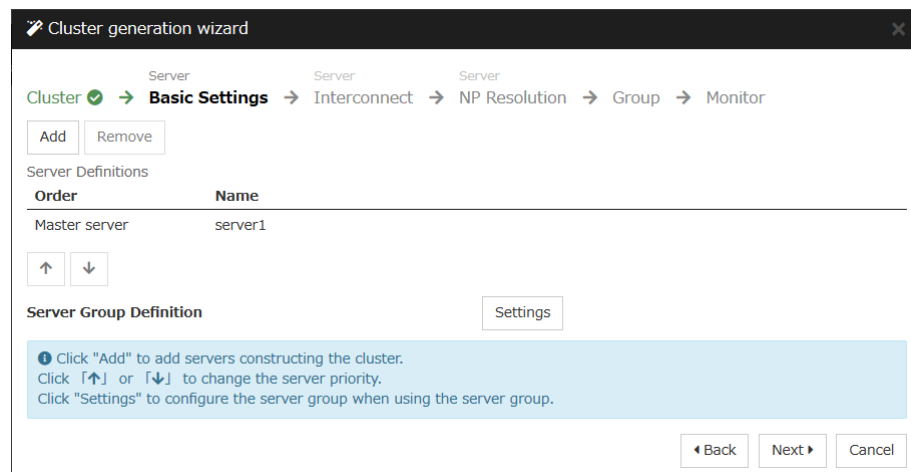 Cluster generation wizard
Server Server Server
Cluster → Basic Settings → Interconnect → NP Resolution → Group → Monitor
Add Remove
Server Definitions
Order Name
Master server server1
↑ ↓
Server Group Definition Settings
Click "Add" to add servers constructing the cluster.
Click 「↑」 or 「↓」 to change the server priority.
Click "Settings" to configure the server group when using the server group.
Back Next Cancel